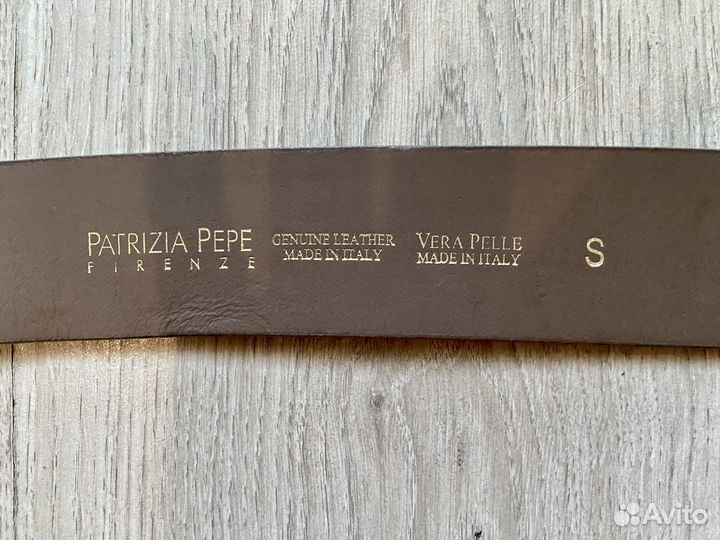 PATRIZIA PEPE
FIRENZE
GENUINE LEATHER
MADE IN ITALY
VERA PELLE
MADE IN ITALY
S
Avito